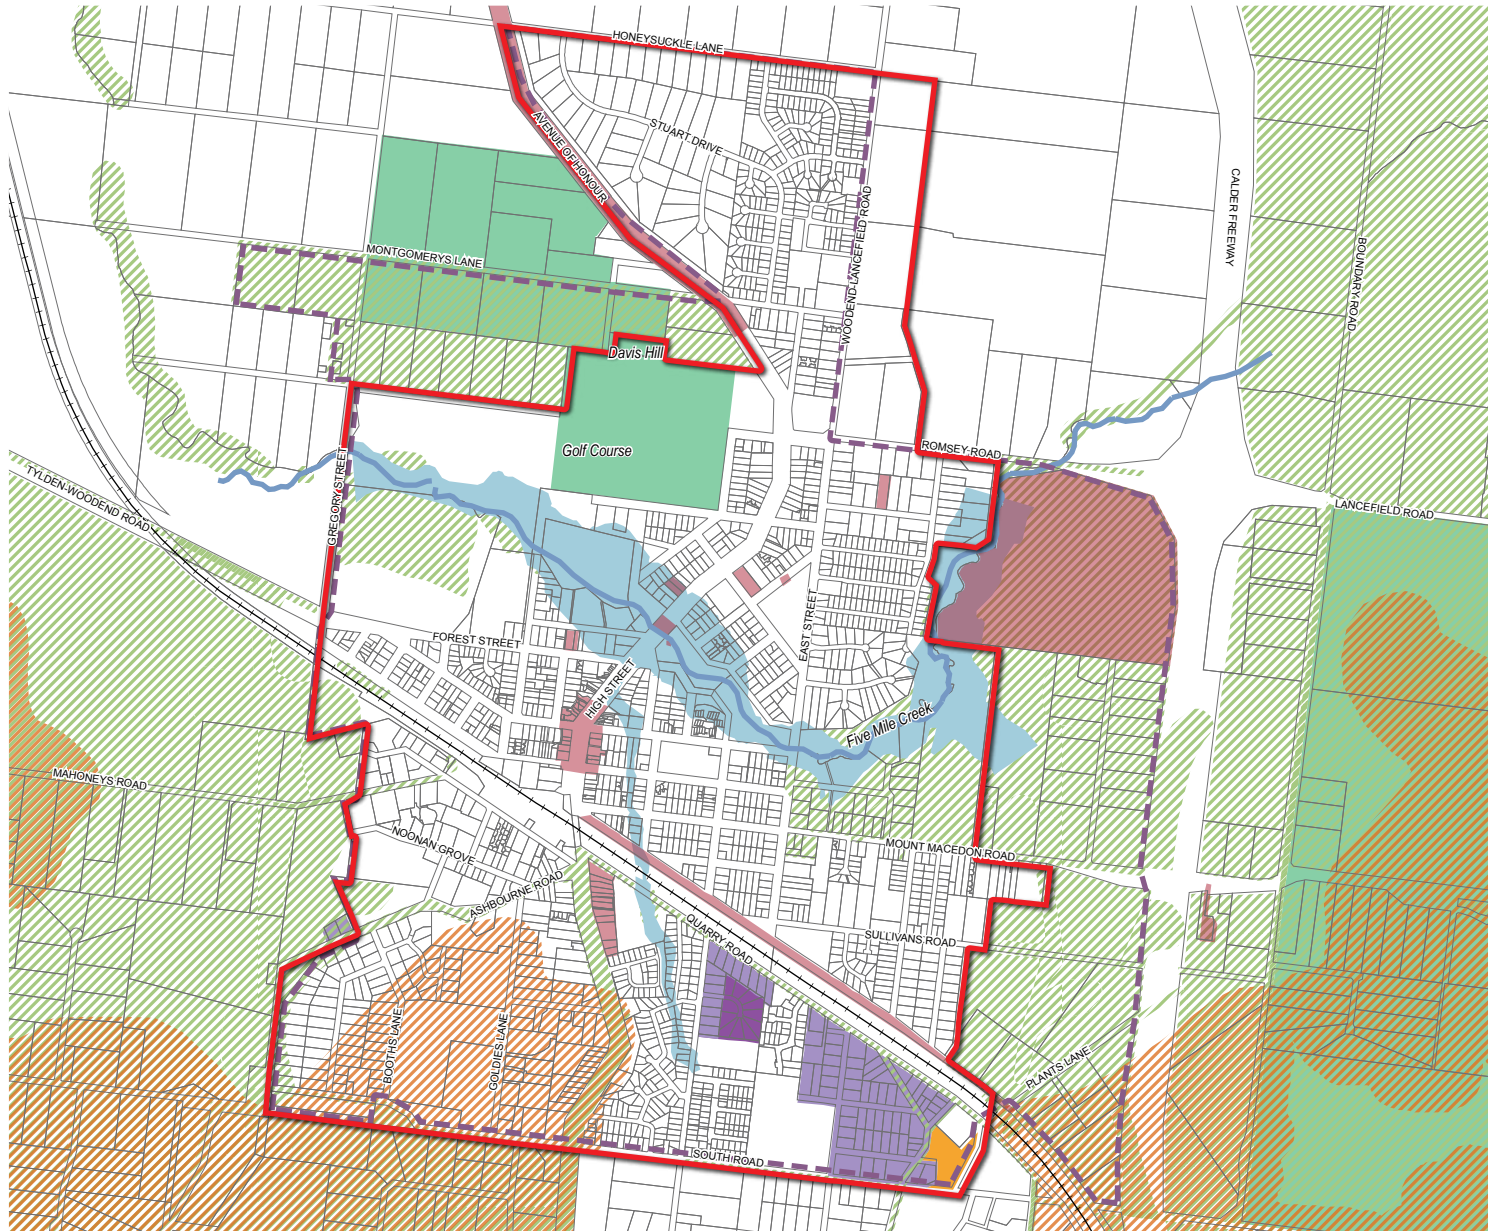 HONEYSUCKLE LANE
STUART DRIVE
AVENUE OF HONOUR
CALDER FREEWAY
WOODEND-LANCEFIELD ROAD
BOUNDARY ROAD
MONTGOMERYS LANE
Davis Hill
Golf Course
ROMSEY ROAD
TYLDEN-WOODEND ROAD
GREGORY STREET
LANCEFIELD ROAD
EAST STREET
FOREST STREET
HIGH STREET
Five Mile Creek
MAHONEYS ROAD
NOONAN GROVE
MOUNT MACEDON ROAD
ASHBOURNE ROAD
QUARRY ROAD
SULLIVANS ROAD
BOOTHS LANE
GOLDIES LANE
PLANTS LANE
SOUTH ROAD